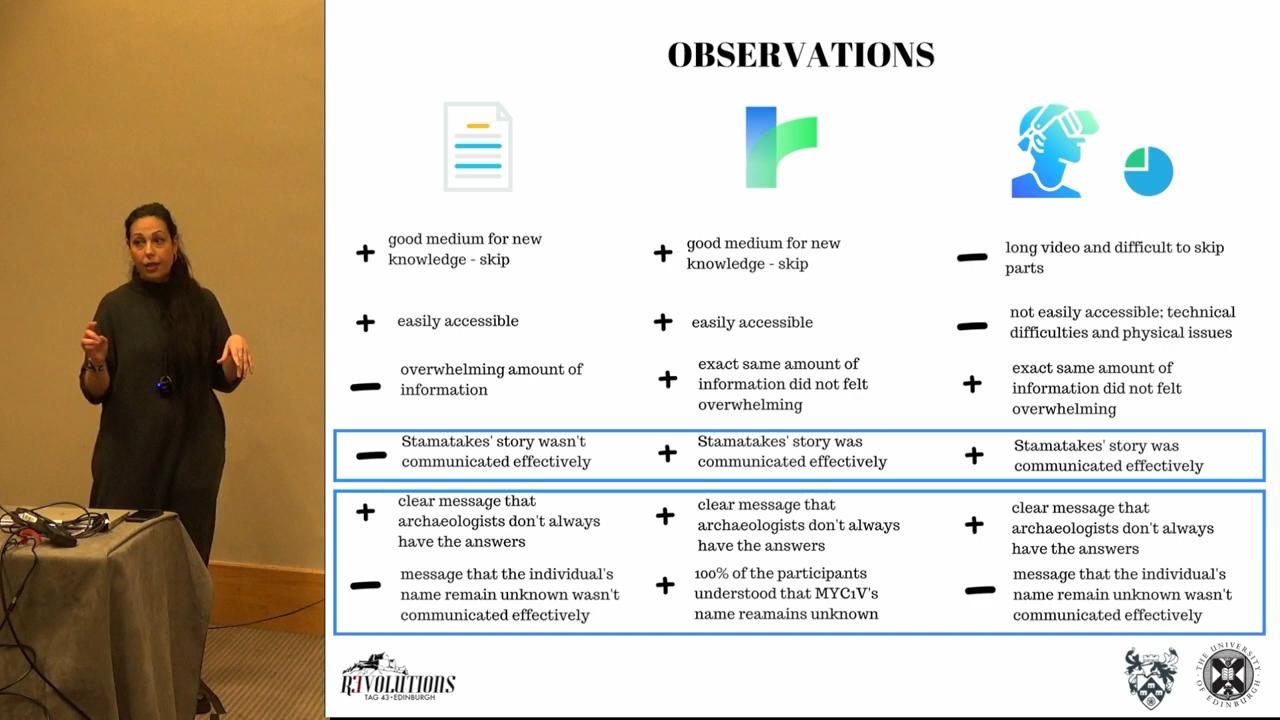 OBSERVATIONS
good medium for new
knowledge - skip
easily accessible
overwhelming amount of
information
Stamatakes' story wasn't
communicated effectively
clear message that
archaeologists don't always
have the answers
message that the individual's
name remain unknown wasn't
communicated effectively
good medium for new
knowledge - skip
easily accessible
exact same amount of
information did not felt
overwhelming
Stamatakes' story was
communicated effectively
clear message that
archaeologists don't always
have the answers
100% of the participants
understood that MYC1V's
name reamains unknown
long video and difficult to skip
parts
not easily accessible; technical
difficulties and physical issues
exact same amount of
information did not felt
overwhelming
Stamatakes' story was
communicated effectively
clear message that
archaeologists don't always
have the answers
message that the individual's
name remain unknown wasn't
communicated effectively
RƎVOLUTIONS
TAG 43 • EDINBURGH
THE UNIVERSITY
OF EDINBURGH